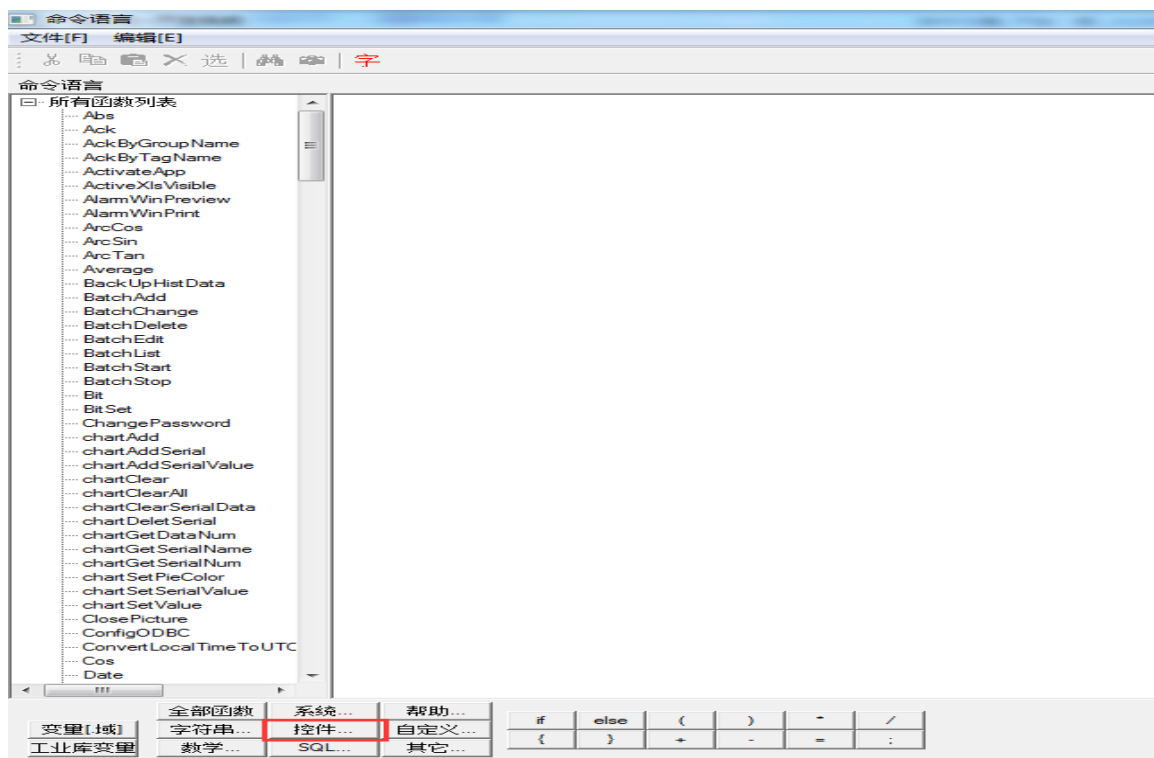 命令语言
文件[F] 编辑[E]
选 字
命令语言
所有函数列表
Abs
Ack
AckByGroupName
AckByTagName
ActivateApp
ActiveXlsVisible
AlarmWinPreview
AlarmWinPrint
ArcCos
ArcSin
ArcTan
Average
BackUpHistData
BatchAdd
BatchChange
BatchDelete
BatchEdit
BatchList
BatchStart
BatchStop
Bit
BitSet
ChangePassword
chartAdd
chartAddSerial
chartAddSerialValue
chartClear
chartClearAll
chartClearSerialData
chartDeletSerial
chartGetDataNum
chartGetSerialName
chartGetSerialNum
chartSetPieColor
chartSetSerialValue
chartSetValue
ClosePicture
ConfigODBC
ConvertLocalTimeToUTC
Cos
Date
全部函数 系统... 帮助...
变量[.域] 字符串... 控件... 自定义...
工业库变量 数学... SQL... 其它...
if else ( ) * /
{ } + - = ;